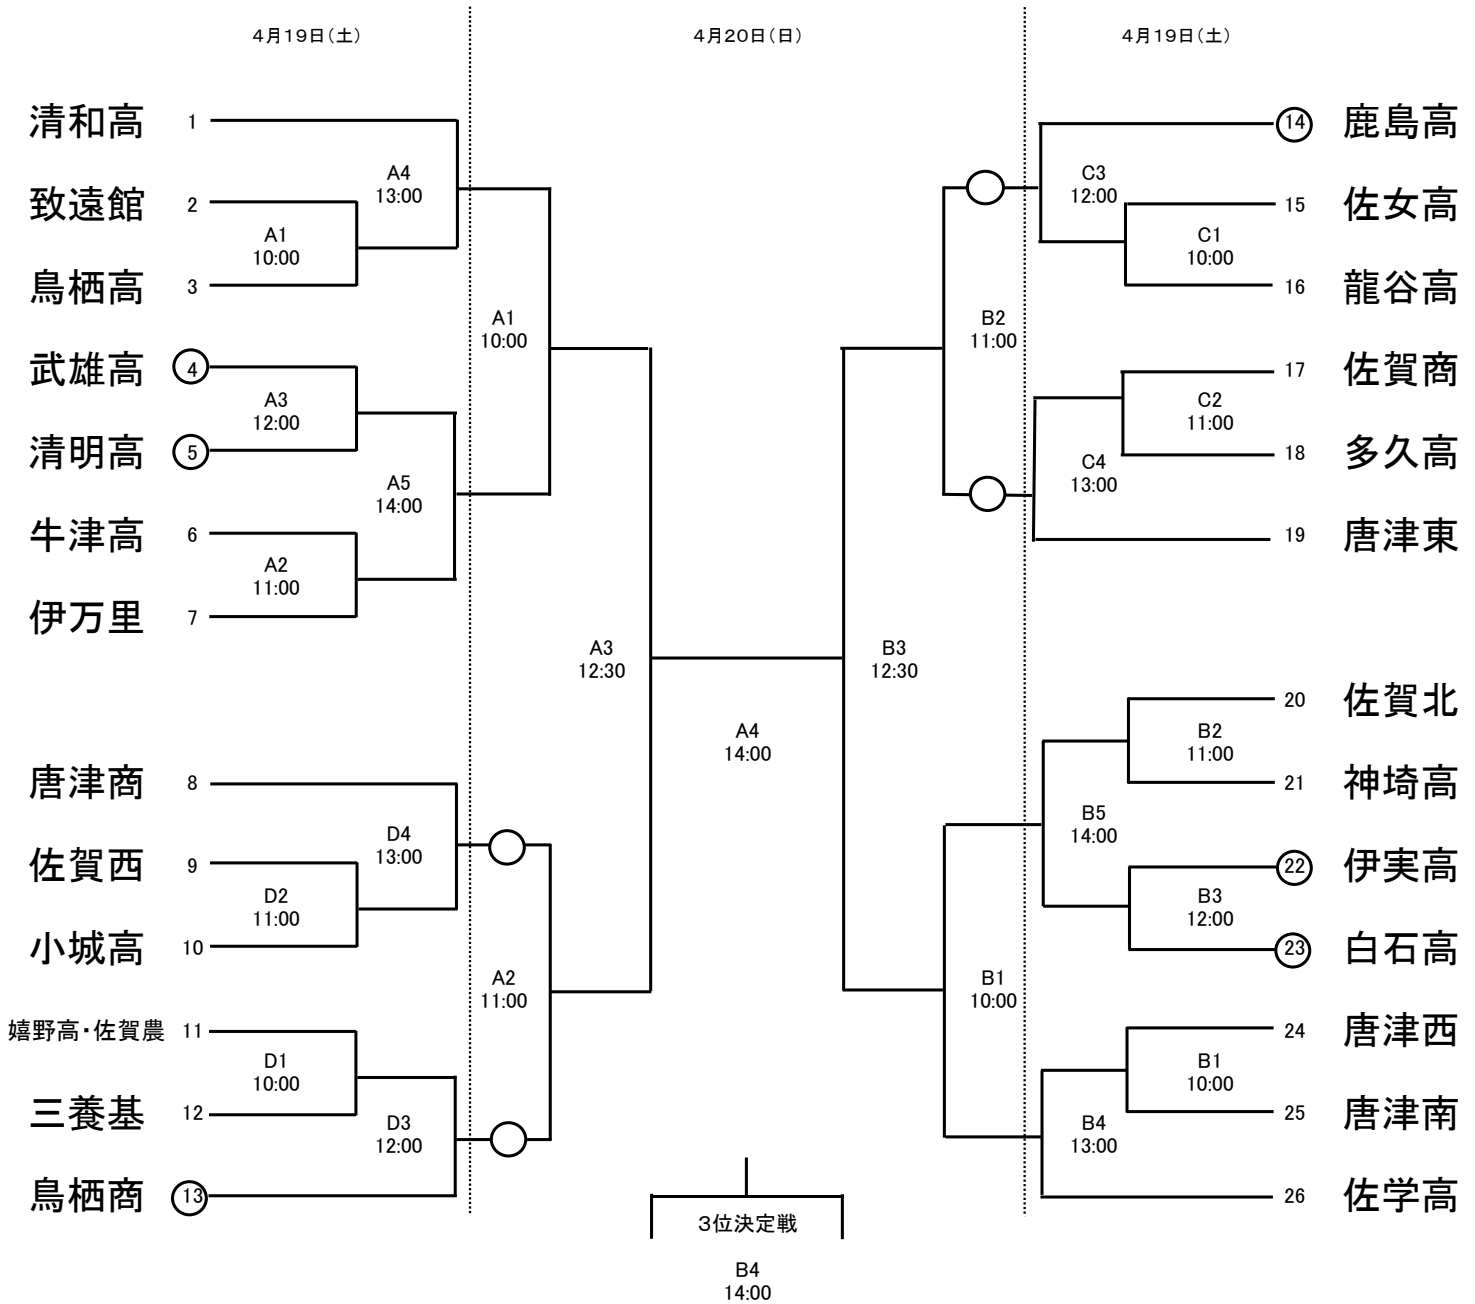 4月19日(土)
4月20日(日)
4月19日(土)
清和高 1
致遠館 2
鳥栖高 3
武雄高 4
清明高 5
牛津高 6
伊万里 7
唐津商 8
佐賀西 9
小城高 10
嬉野高・佐賀農 11
三養基 12
鳥栖商 13
A4
13:00
A1
10:00
A3
12:00
A5
14:00
A2
11:00
D4
13:00
D2
11:00
D1
10:00
D3
12:00
A1
10:00
A2
11:00
A3
12:30
A4
14:00
B3
12:30
B2
11:00
B1
10:00
3位決定戦
B4
14:00
C3
12:00
C1
10:00
C2
11:00
C4
13:00
B2
11:00
B5
14:00
B3
12:00
B1
10:00
B4
13:00
14 鹿島高
15 佐女高
16 龍谷高
17 佐賀商
18 多久高
19 唐津東
20 佐賀北
21 神埼高
22 伊実高
23 白石高
24 唐津西
25 唐津南
26 佐学高